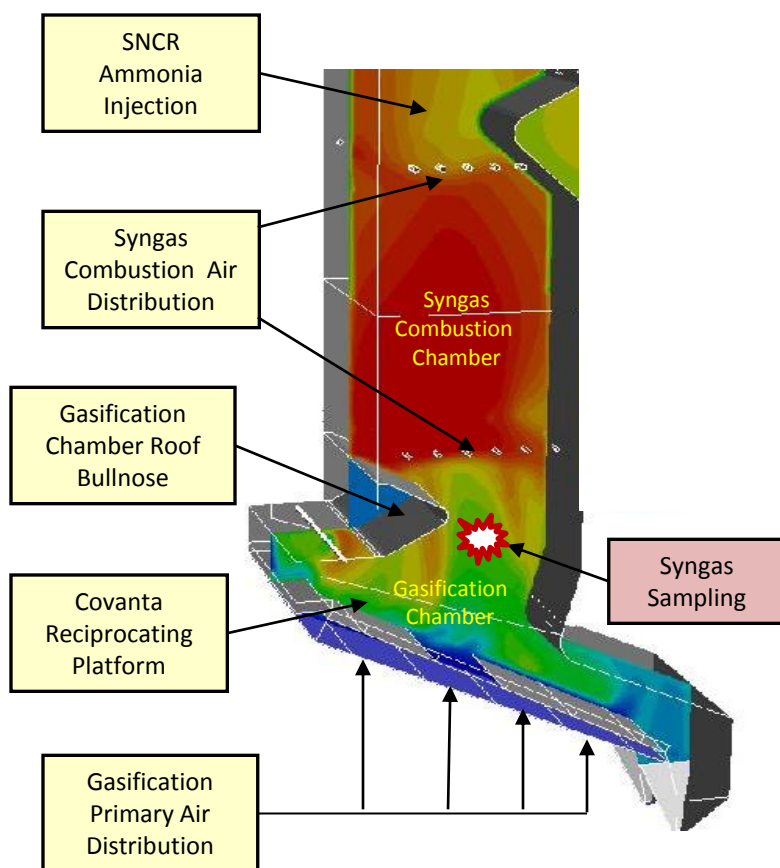 SNCR
Ammonia
Injection
Syngas
Combustion Air
Distribution
Syngas
Combustion
Chamber
Gasification
Chamber Roof
Bullnose
Syngas
Sampling
Gasification
Chamber
Covanta
Reciprocating
Platform
Gasification
Primary Air
Distribution